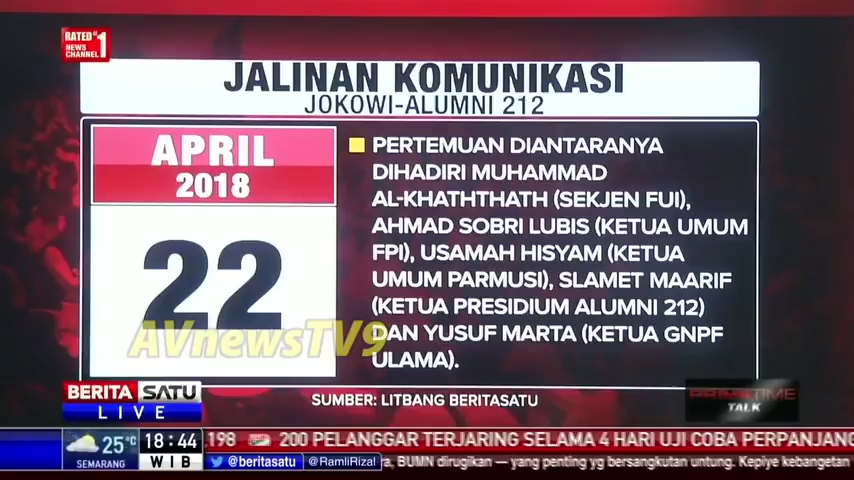 RATED #1
NEWS
CHANNEL
JALINAN KOMUNIKASI
JOKOWI-ALUMNI 212
APRIL
2018
22
PERTEMUAN DIANTARANYA
DIHADIRI MUHAMMAD
AL-KHATHTHATH (SEKJEN FUI),
AHMAD SOBRI LUBIS (KETUA UMUM
FPI), USAMAH HISYAM (KETUA
UMUM PARMUSI), SLAMET MAARIF
(KETUA PRESIDIUM ALUMNI 212)
DAN YUSUF MARTA (KETUA GNPF
ULAMA).
AVnewsTV9
SUMBER: LITBANG BERITASATU
BERITA SATU
LIVE
PRIMETIME
TALK
25°C
SEMARANG
18:44
WIB
.198 200 PELANGGAR TERJARING SELAMA 4 HARI UJI COBA PERPANJANG
@beritasatu @RamliRizal ra, BUMN dirugikan — yang penting yg bersangkutan untung. Kepiye kebangetan